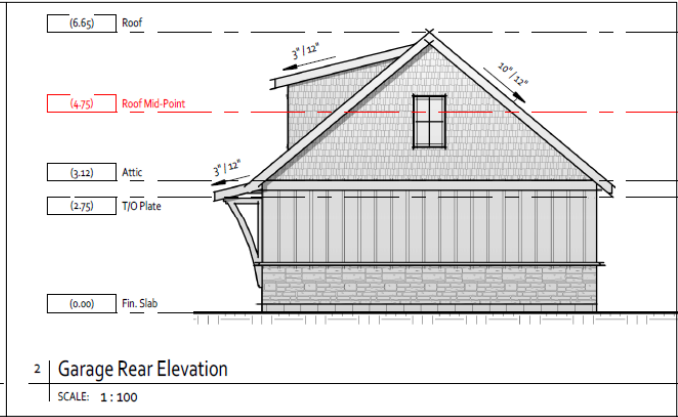 (6.65) Roof
3"/12"
10"/12"
(4.75) Roof Mid-Point
3"/12"
(3.12) Attic
(2.75) T/O Plate
(0.00) Fin. Slab
2 Garage Rear Elevation
SCALE: 1:100